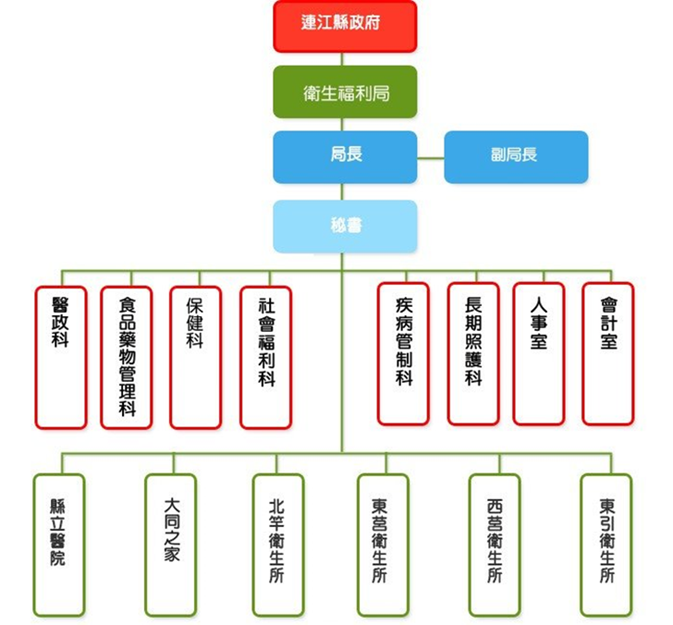 連江縣政府
衛生福利局
局長
副局長
秘書
醫政科
食品藥物管理科
保健科
社會福利科
疾病管制科
長期照護科
人事室
會計室
縣立醫院
大同之家
北竿衛生所
東莒衛生所
西莒衛生所
東引衛生所